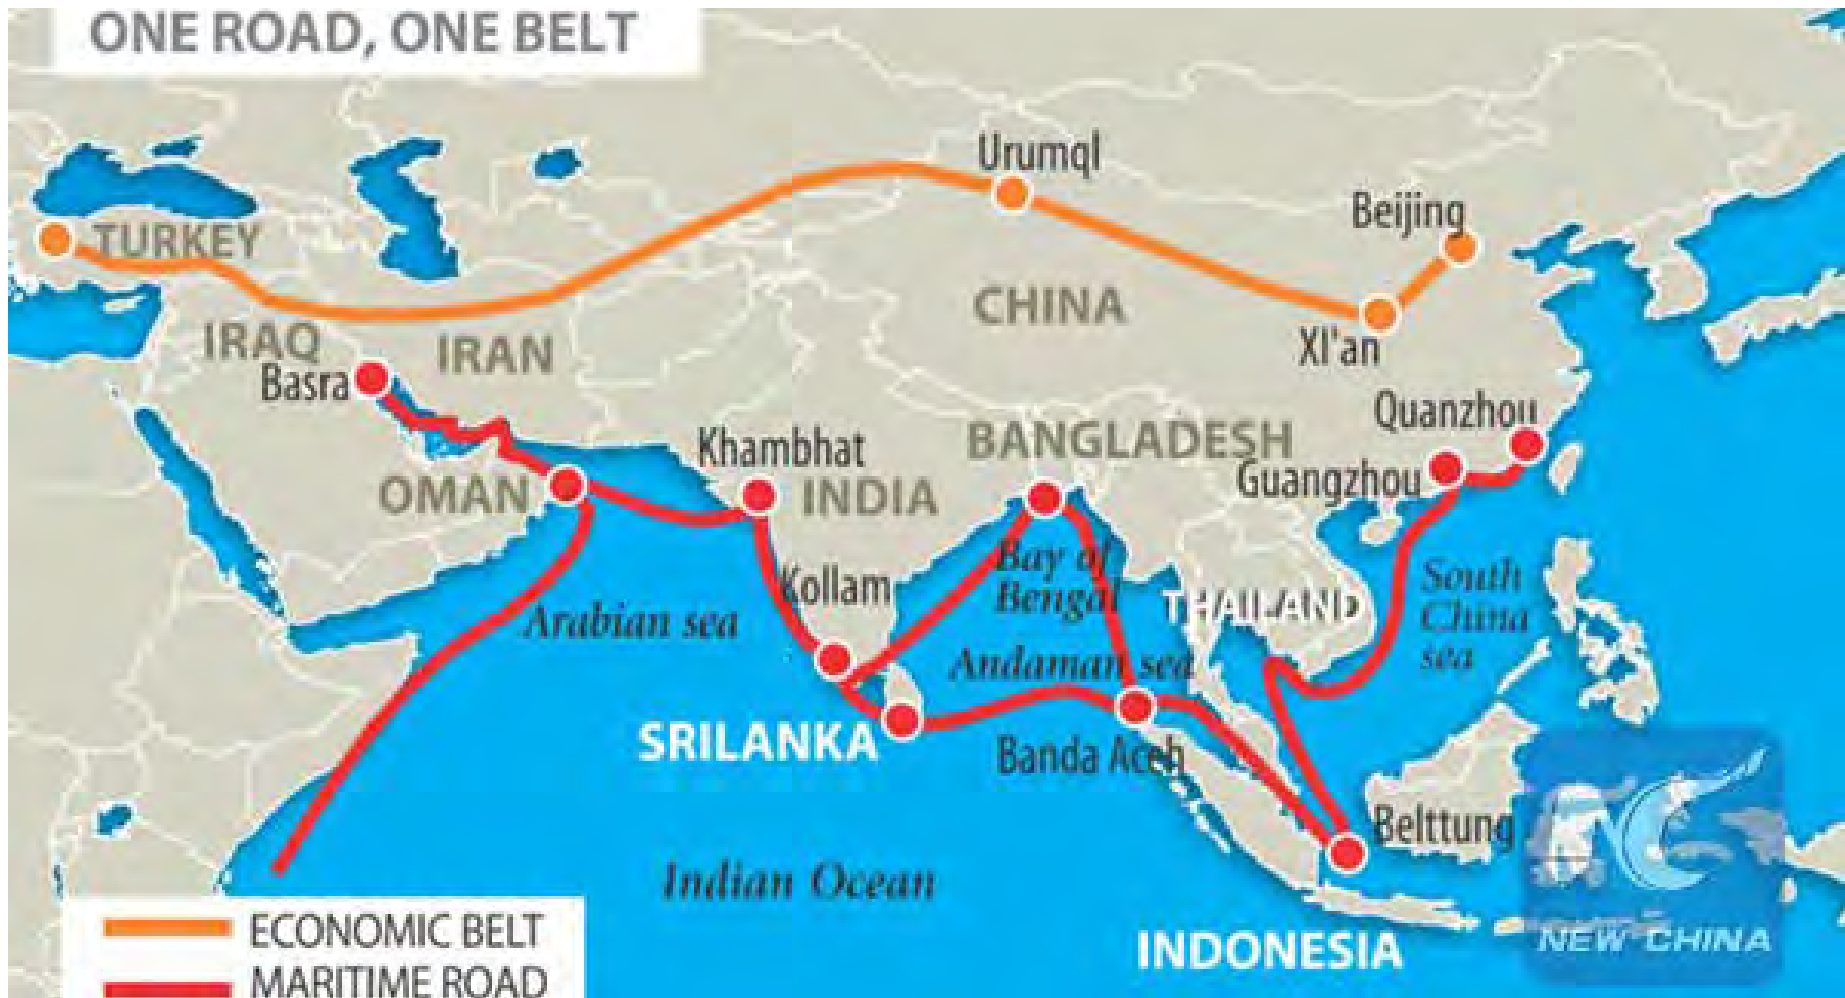 ONE ROAD, ONE BELT
Urumql
Beijing
TURKEY
CHINA
IRAQ
IRAN
Xl'an
Basra
Quanzhou
Khambhat
BANGLADESH
Guangzhou
OMAN
INDIA
Bay of
Bengal
Kollam
South
China
sea
THAILAND
Arabian sea
Andaman sea
SRILANKA
Banda Aceh
Belttung
Indian Ocean
INDONESIA
NEW CHINA
ECONOMIC BELT
MARITIME ROAD